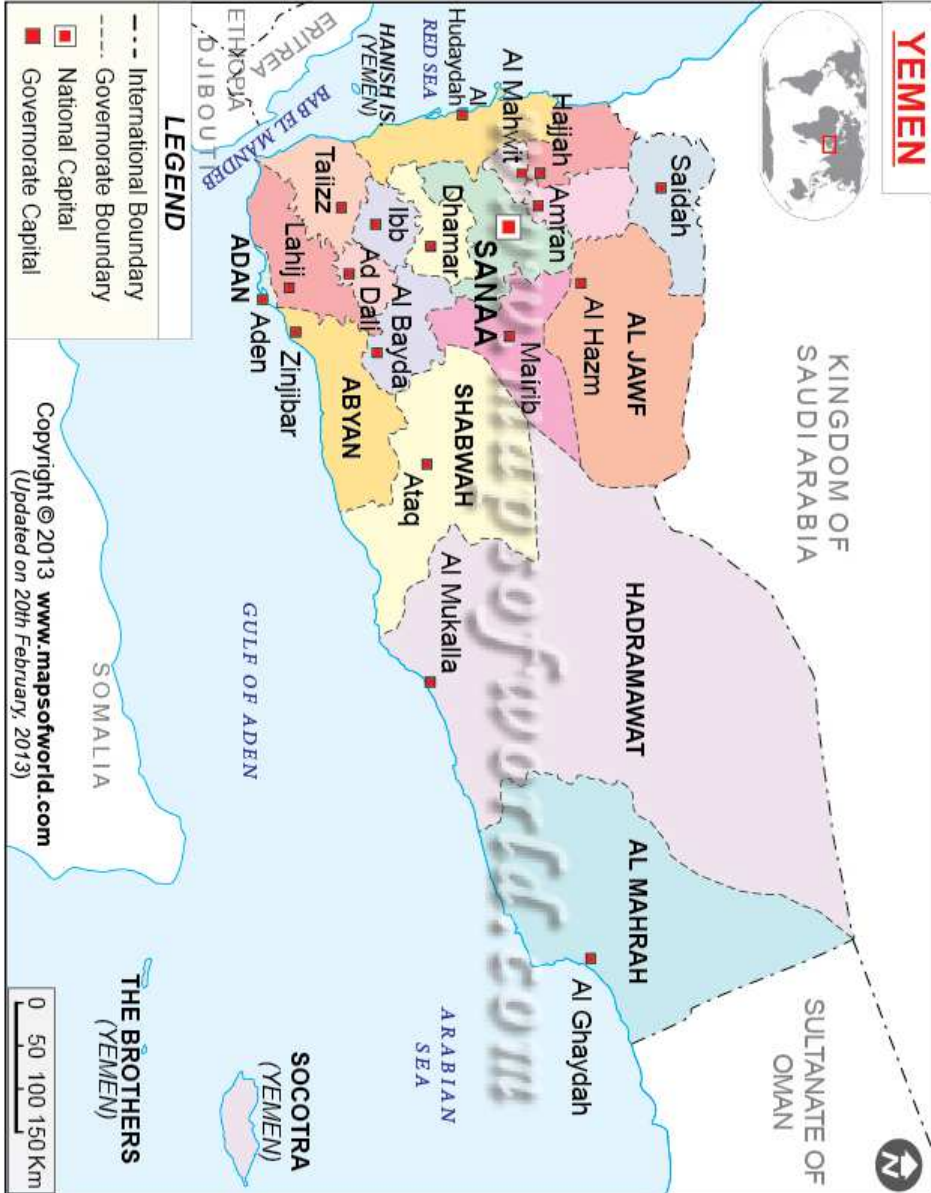 YEMEN
N
KINGDOM OF
SAUDI ARABIA
SULTANATE OF
OMAN
Saidah
AL JAWF
HADRAMAWAT
AL MAHRAH
Hajjah
Amran
Al Hazm
Al Mahwit
SANAA
Mairib
www.mapsofworld.com
Al Ghaydah
Al
Hudaydah
RED SEA
Dhamar
SHABWAH
Ataq
Al Mukalla
ARABIAN
SEA
HANISH IS.
(YEMEN)
Ibb
Al Bayda
Ad Dali
Taiizz
ABYAN
ERITREA
ETHIOPIA
DJIBOUTI
BAB EL MANDEB
Lahij
Zinjibar
ADAN
Aden
GULF OF ADEN
SOCOTRA
(YEMEN)
THE BROTHERS
(YEMEN)
SOMALIA
LEGEND
International Boundary
Governorate Boundary
National Capital
Governorate Capital
Copyright © 2013 www.mapsofworld.com
(Updated on 20th February, 2013)
0 50 100 150 Km